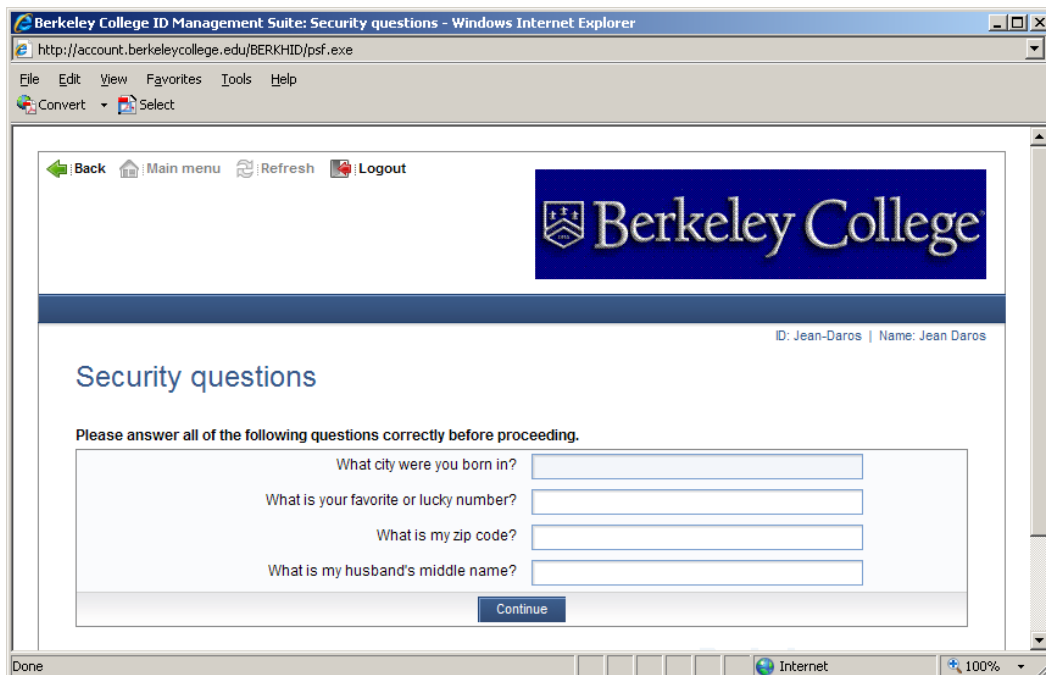 Berkeley College ID Management Suite: Security questions - Windows Internet Explorer
http://account.berkeleycollege.edu/BERKHID/psf.exe
File Edit View Favorites Tools Help
Convert Select
Back Main menu Refresh Logout
Berkeley College
ID: Jean-Daros | Name: Jean Daros
Security questions
Please answer all of the following questions correctly before proceeding.
What city were you born in?
What is your favorite or lucky number?
What is my zip code?
What is my husband's middle name?
Continue
Done Internet 100%